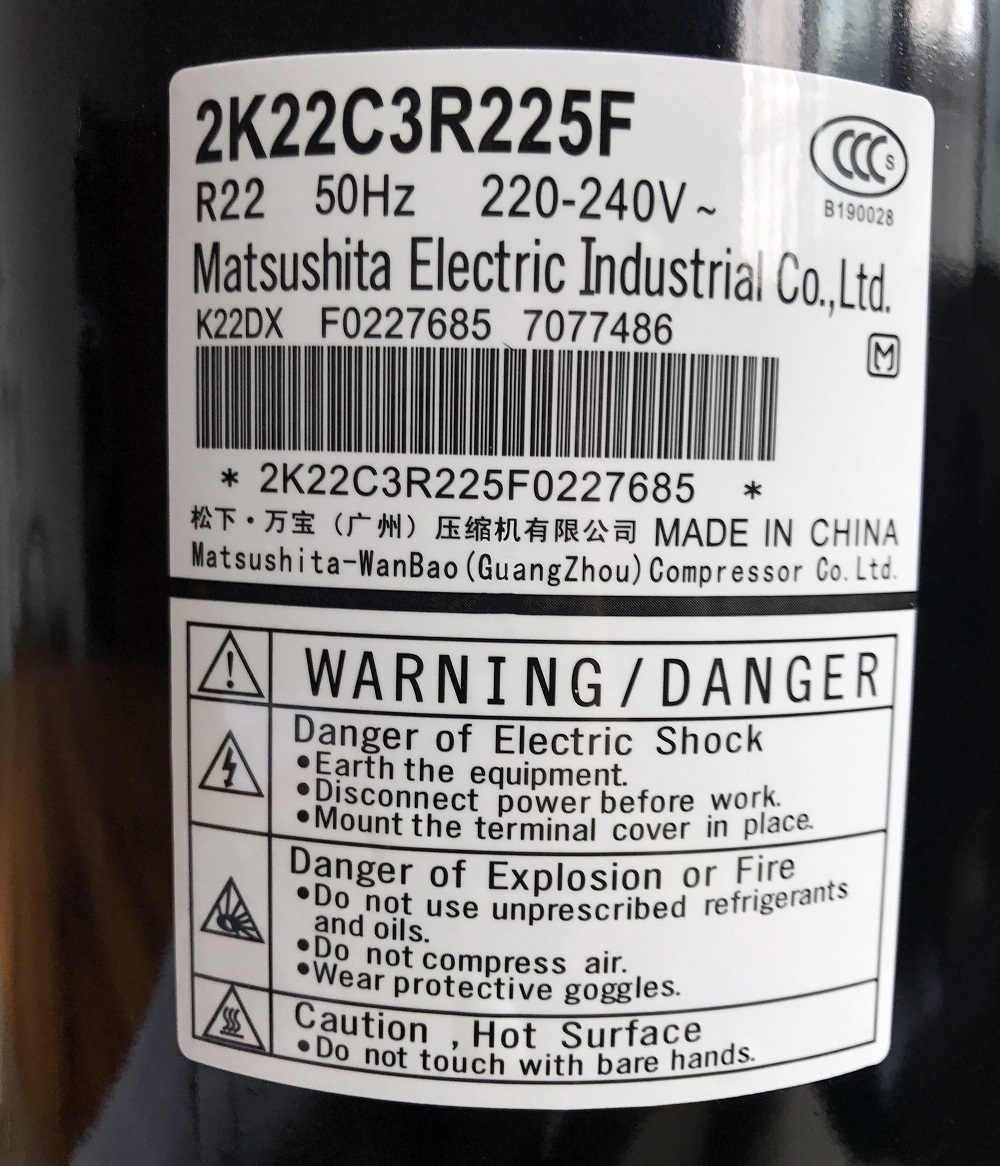 2K22C3R225F
CCC S
R22 50Hz 220-240V~
B190028
Matsushita Electric Industrial Co.,Ltd.
K22DX F0227685 7077486
M
* 2K22C3R225F0227685 *
松下·万宝（广州）压缩机有限公司 MADE IN CHINA
Matsushita-WanBao(GuangZhou)Compressor Co.Ltd.
WARNING/DANGER
Danger of Electric Shock
•Earth the equipment.
•Disconnect power before work.
•Mount the terminal cover in place.
Danger of Explosion or Fire
•Do not use unprescribed refrigerants
and oils.
•Do not compress air.
•Wear protective goggles.
Caution , Hot Surface
•Do not touch with bare hands.